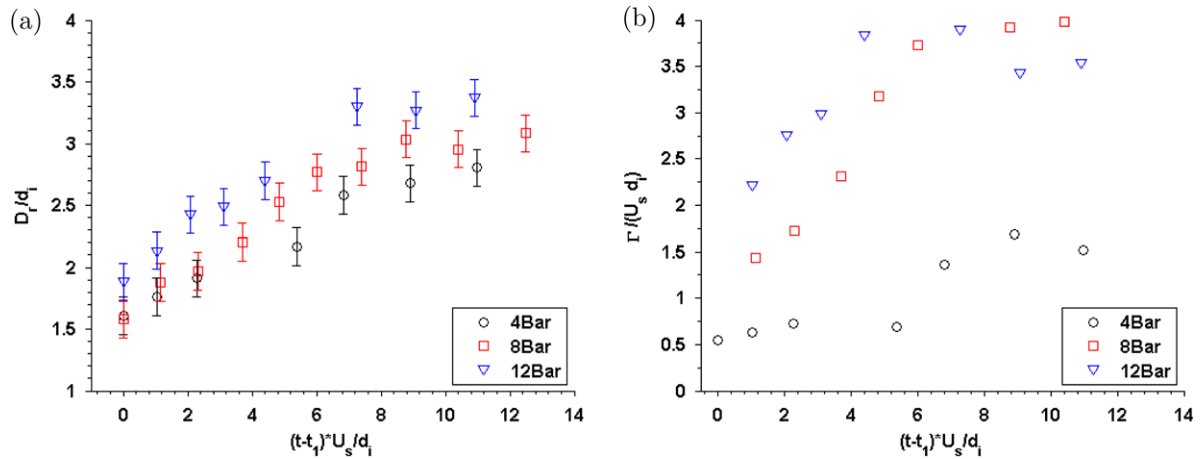 (a)
4
3.5
3
2.5
2
1.5
1
D_r/d_i
0 2 4 6 8 10 12 14
(t-t_1)*U_s/d_i
4Bar
8Bar
12Bar
(b)
4
3.5
3
2.5
2
1.5
1
0.5
0
Γ/(U_s d_i)
0 2 4 6 8 10 12 14
(t-t_1)*U_s/d_i
4Bar
8Bar
12Bar